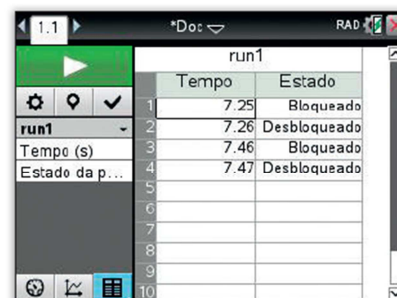 1.1 *Doc RAD
run1
Tempo Estado
1 7.25 Bloqueado
run1 2 7.26 Desbloqueado
Tempo (s) 3 7.46 Bloqueado
Estado da p... 4 7.47 Desbloqueado
5
6
7
8
9
10